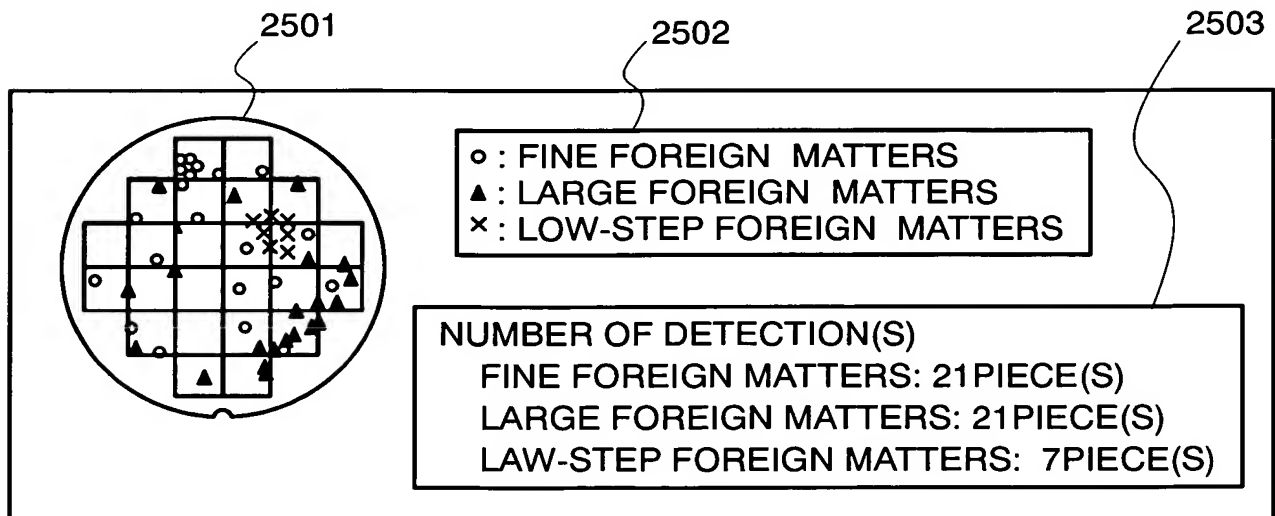 2501
2502
2503
o : FINE FOREIGN MATTERS
▲ : LARGE FOREIGN MATTERS
× : LOW-STEP FOREIGN MATTERS
NUMBER OF DETECTION(S)
FINE FOREIGN MATTERS: 21PIECE(S)
LARGE FOREIGN MATTERS: 21PIECE(S)
LAW-STEP FOREIGN MATTERS: 7PIECE(S)